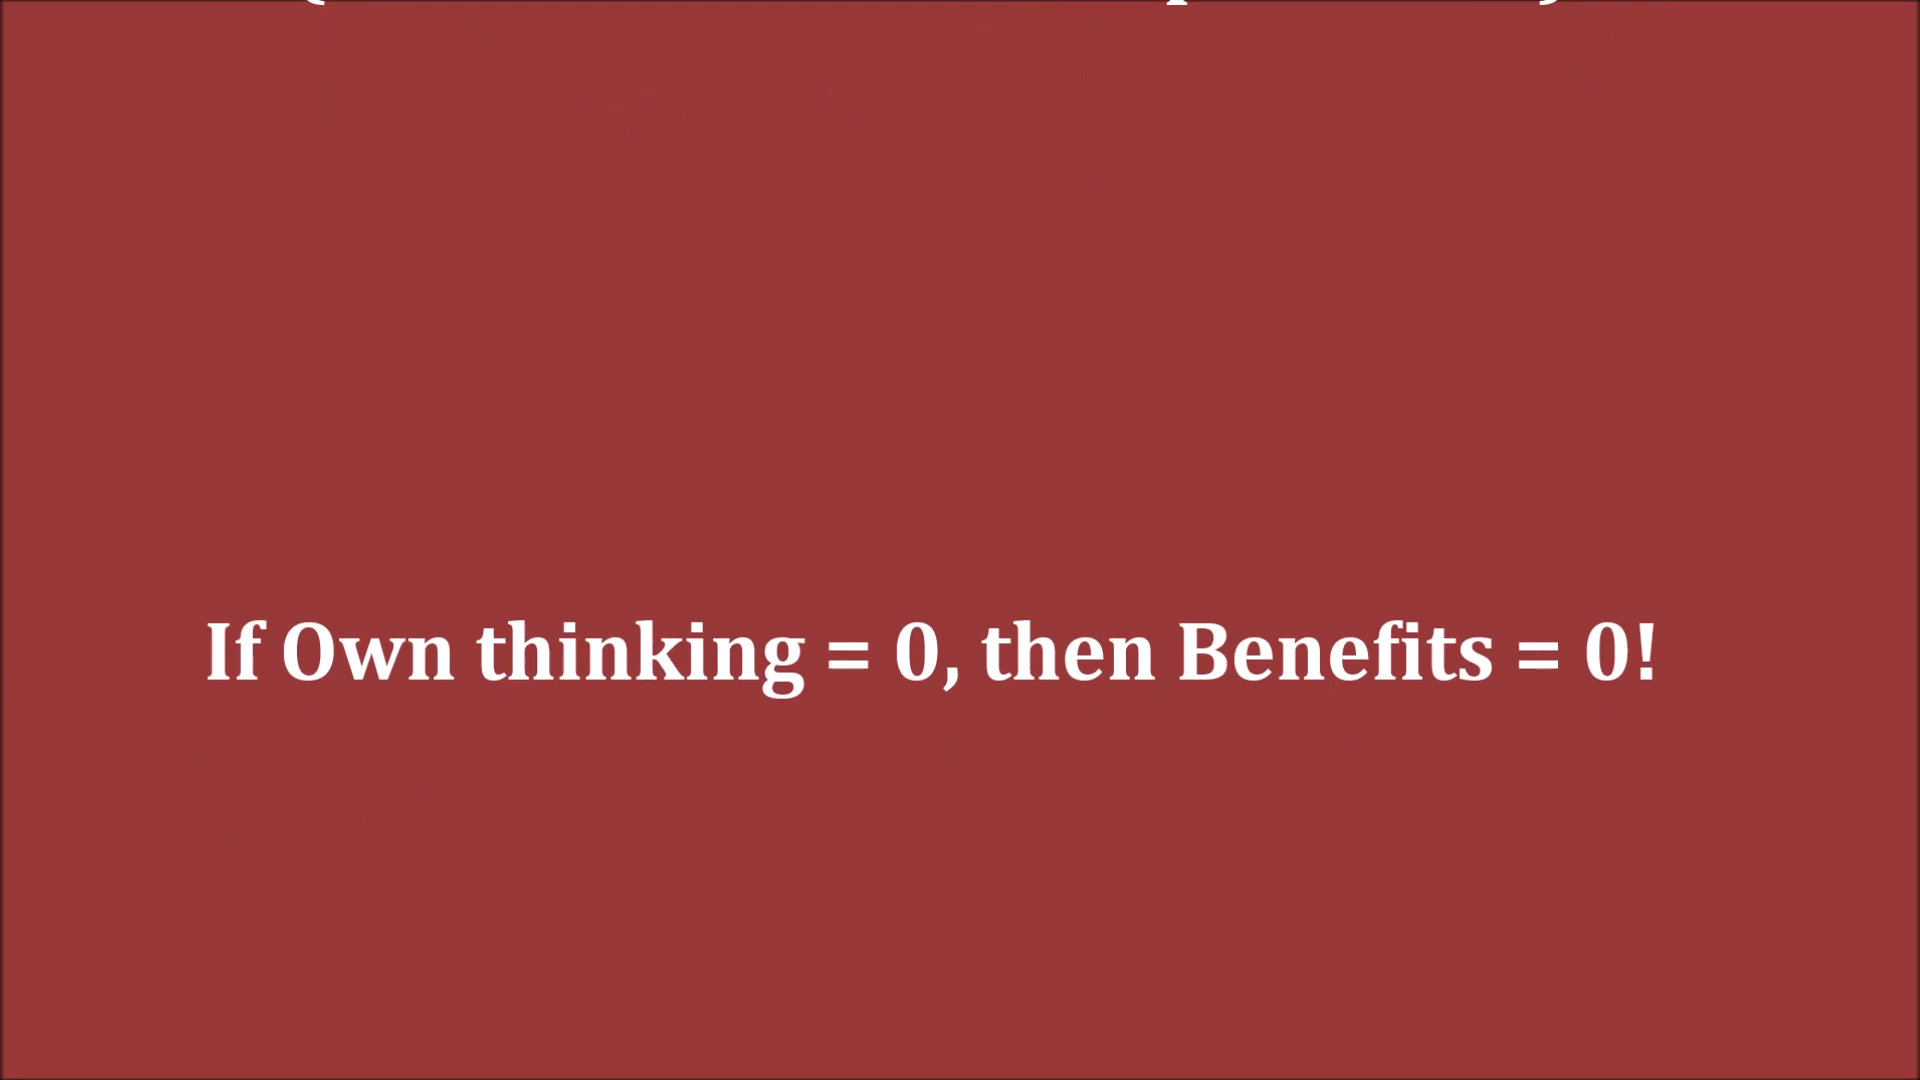 If Own thinking = 0, then Benefits = 0!